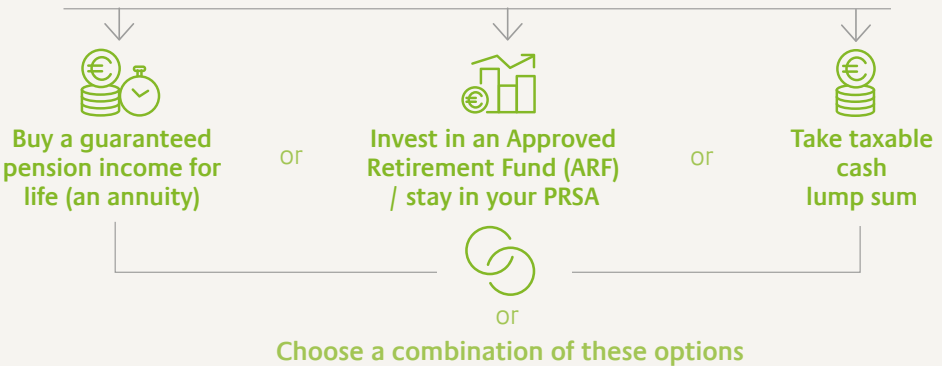 Buy a guaranteed
pension income for
life (an annuity)
or
Invest in an Approved
Retirement Fund (ARF)
/ stay in your PRSA
or
Take taxable
cash
lump sum
or
Choose a combination of these options